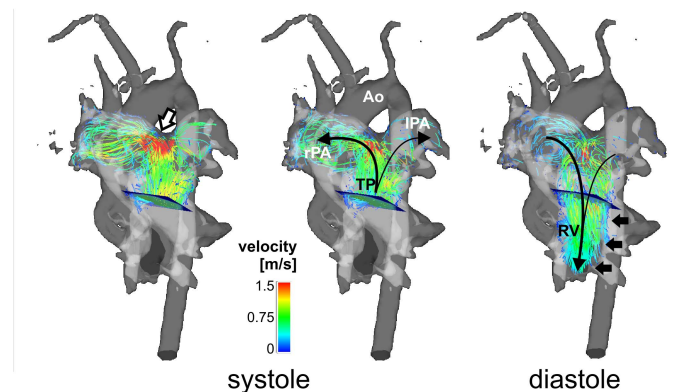 Ao
lPA
rPA
TP
RV
velocity
[m/s]
1.5
0.75
0
systole
diastole